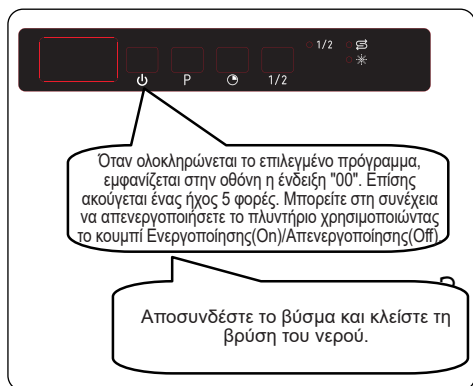 1/2
P
1/2
Όταν ολοκληρώνεται το επιλεγμένο πρόγραμμα,
εμφανίζεται στην οθόνη η ένδειξη "00". Επίσης
ακούγεται ένας ήχος 5 φορές. Μπορείτε στη συνέχεια
να απενεργοποιήσετε το πλυντήριο χρησιμοποιώντας
το κουμπί Ενεργοποίησης(On)/Απενεργοποίησης(Off).
Αποσυνδέστε το βύσμα και κλείστε τη
βρύση του νερού.